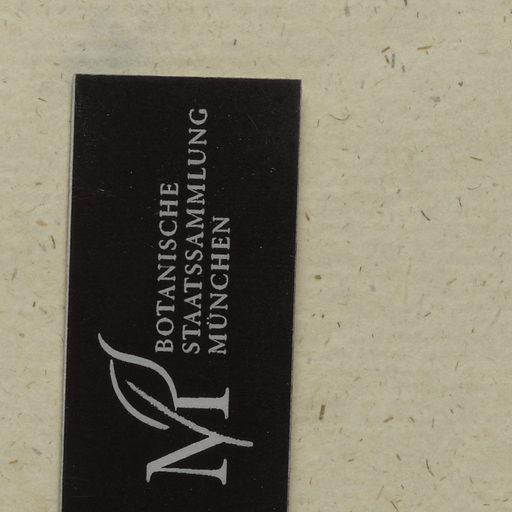 BOTANISCHE
STAATSSAMMLUNG
MÜNCHEN
M